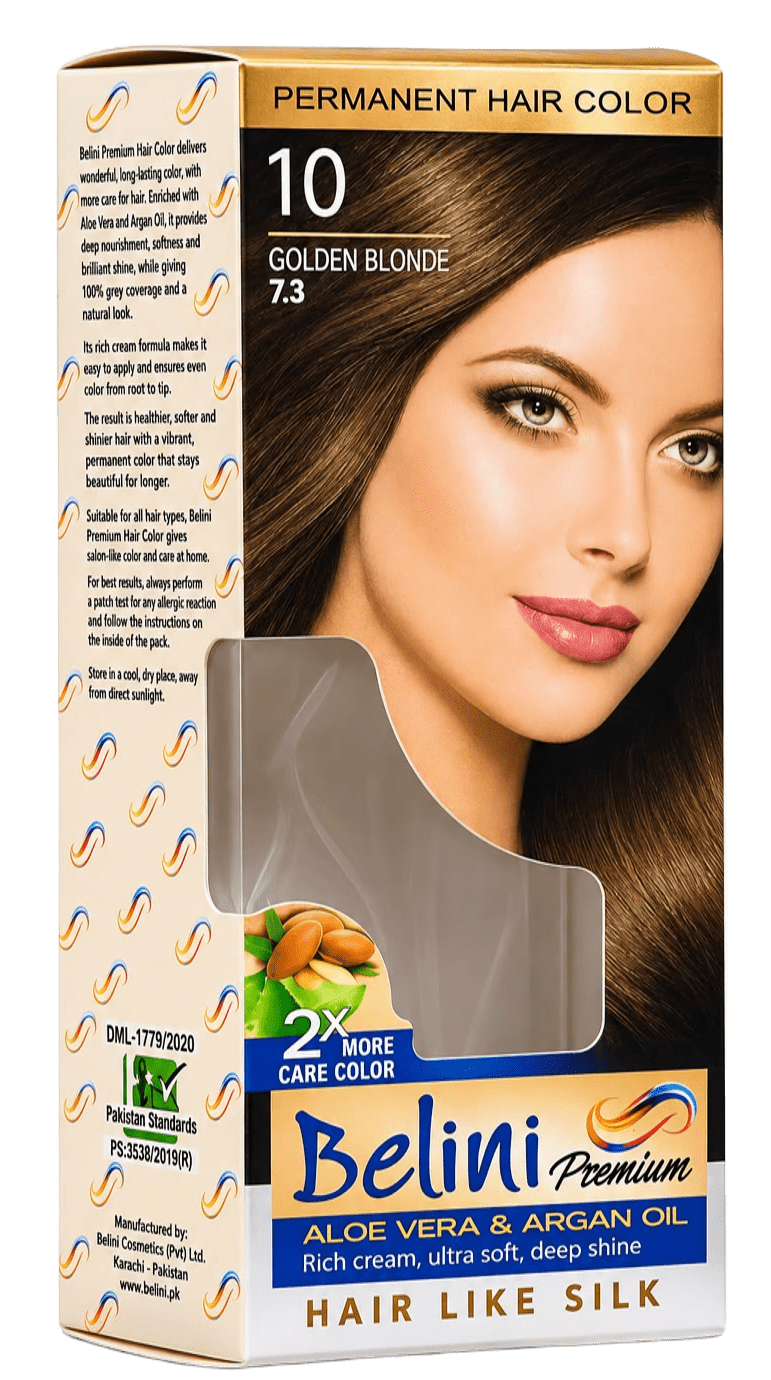 PERMANENT HAIR COLOR
10
GOLDEN BLONDE
7.3
2X MORE
CARE COLOR
Belini
Premium
ALOE VERA & ARGAN OIL
Rich cream, ultra soft, deep shine
HAIR LIKE SILK
Belini Premium Hair Color delivers
wonderful, long-lasting color, with
more care for hair. Enriched with
Aloe Vera and Argan Oil, it provides
deep nourishment, softness and
brilliant shine, while giving
100% grey coverage and a
natural look.
Its rich cream formula makes it
easy to apply and ensures even
color from root to tip.
The result is healthier, softer and
shinier hair with a vibrant,
permanent color that stays
beautiful for longer.
Suitable for all hair types, Belini
Premium Hair Color gives
salon-like color and care at home.
For best results, always perform
a patch test for any allergic reaction
and follow the instructions on
the inside of the pack.
Store in a cool, dry place, away
from direct sunlight.
DML-1779/2020
Pakistan Standards
PS:3538/2019(R)
Manufactured by:
Belini Cosmetics (Pvt) Ltd.
Karachi - Pakistan
www.belini.pk